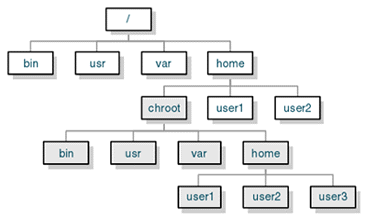 /
bin usr var home
chroot user1 user2
bin usr var home
user1 user2 user3